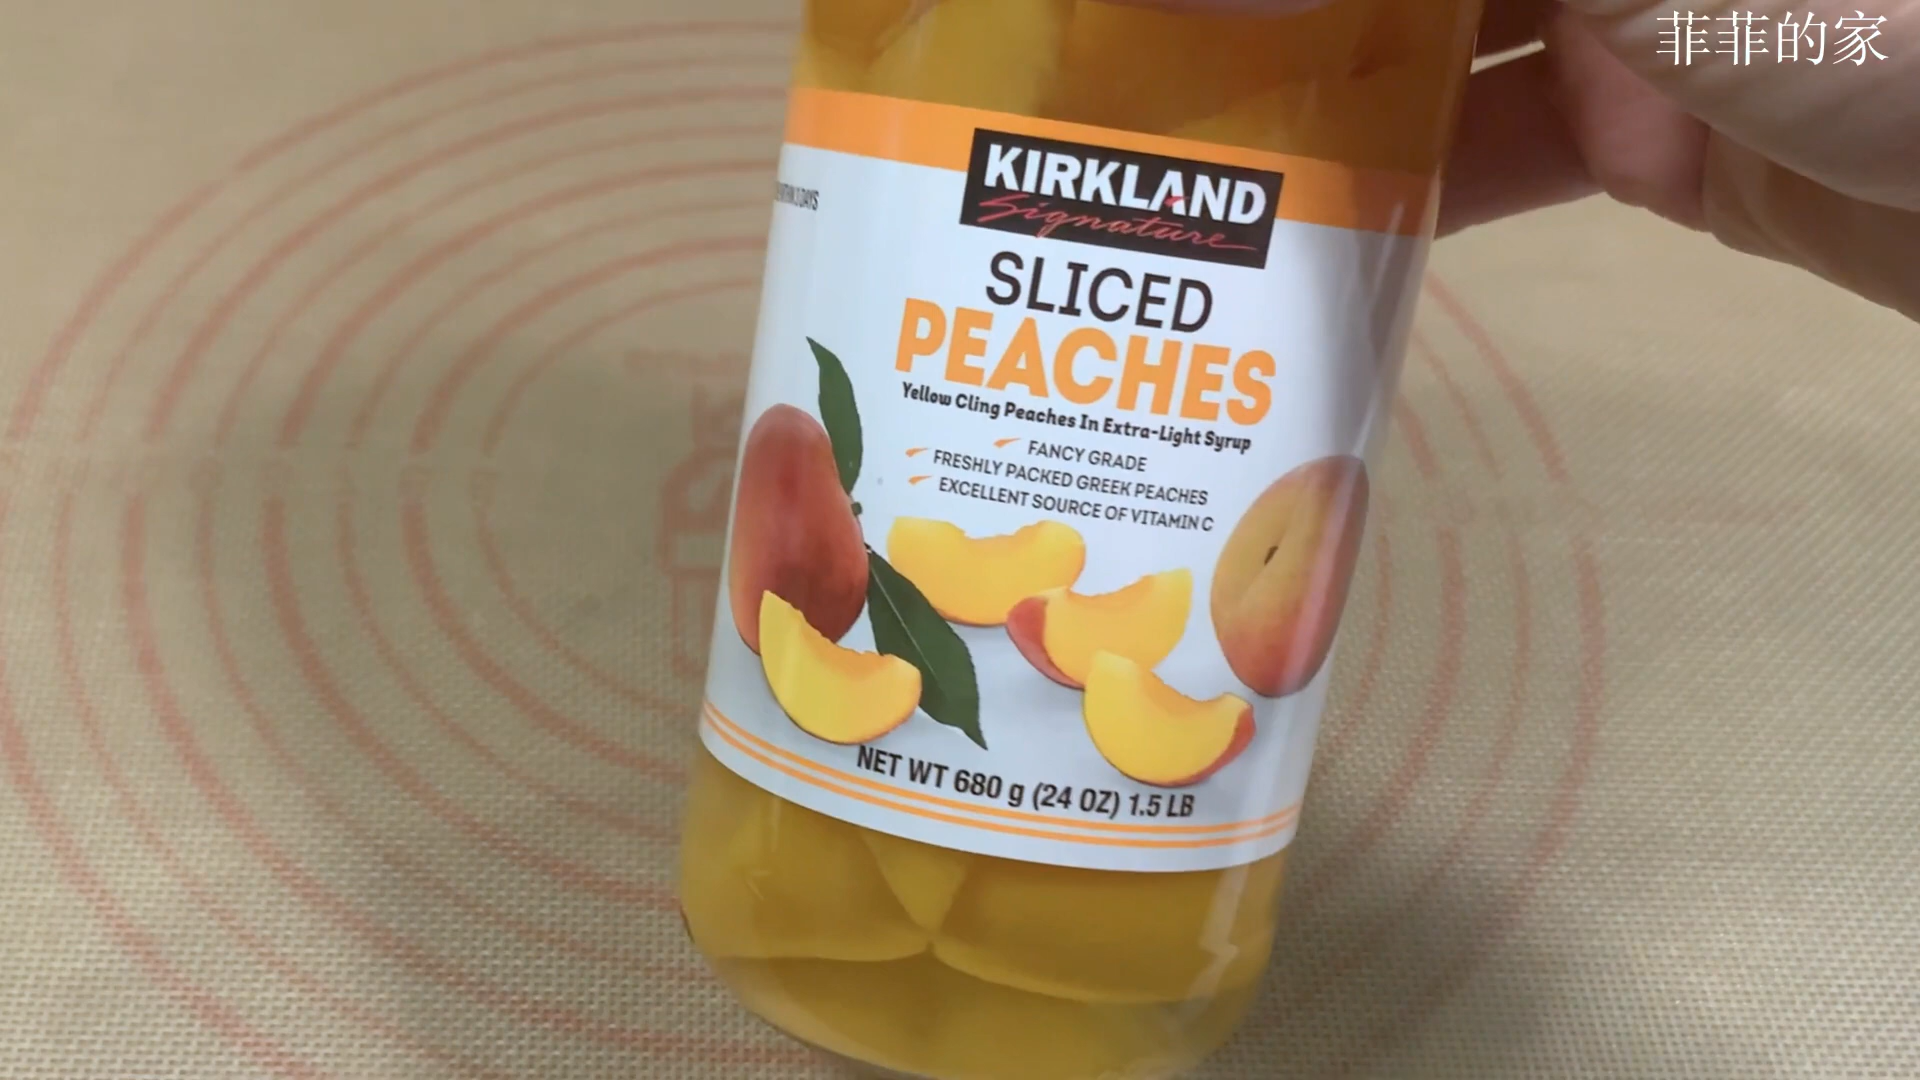 菲菲的家
KIRKLAND
Signature
SLICED
PEACHES
Yellow Cling Peaches In Extra-Light Syrup
FANCY GRADE
FRESHLY PACKED GREEK PEACHES
EXCELLENT SOURCE OF VITAMIN C
NET WT 680 g (24 OZ) 1.5 LB